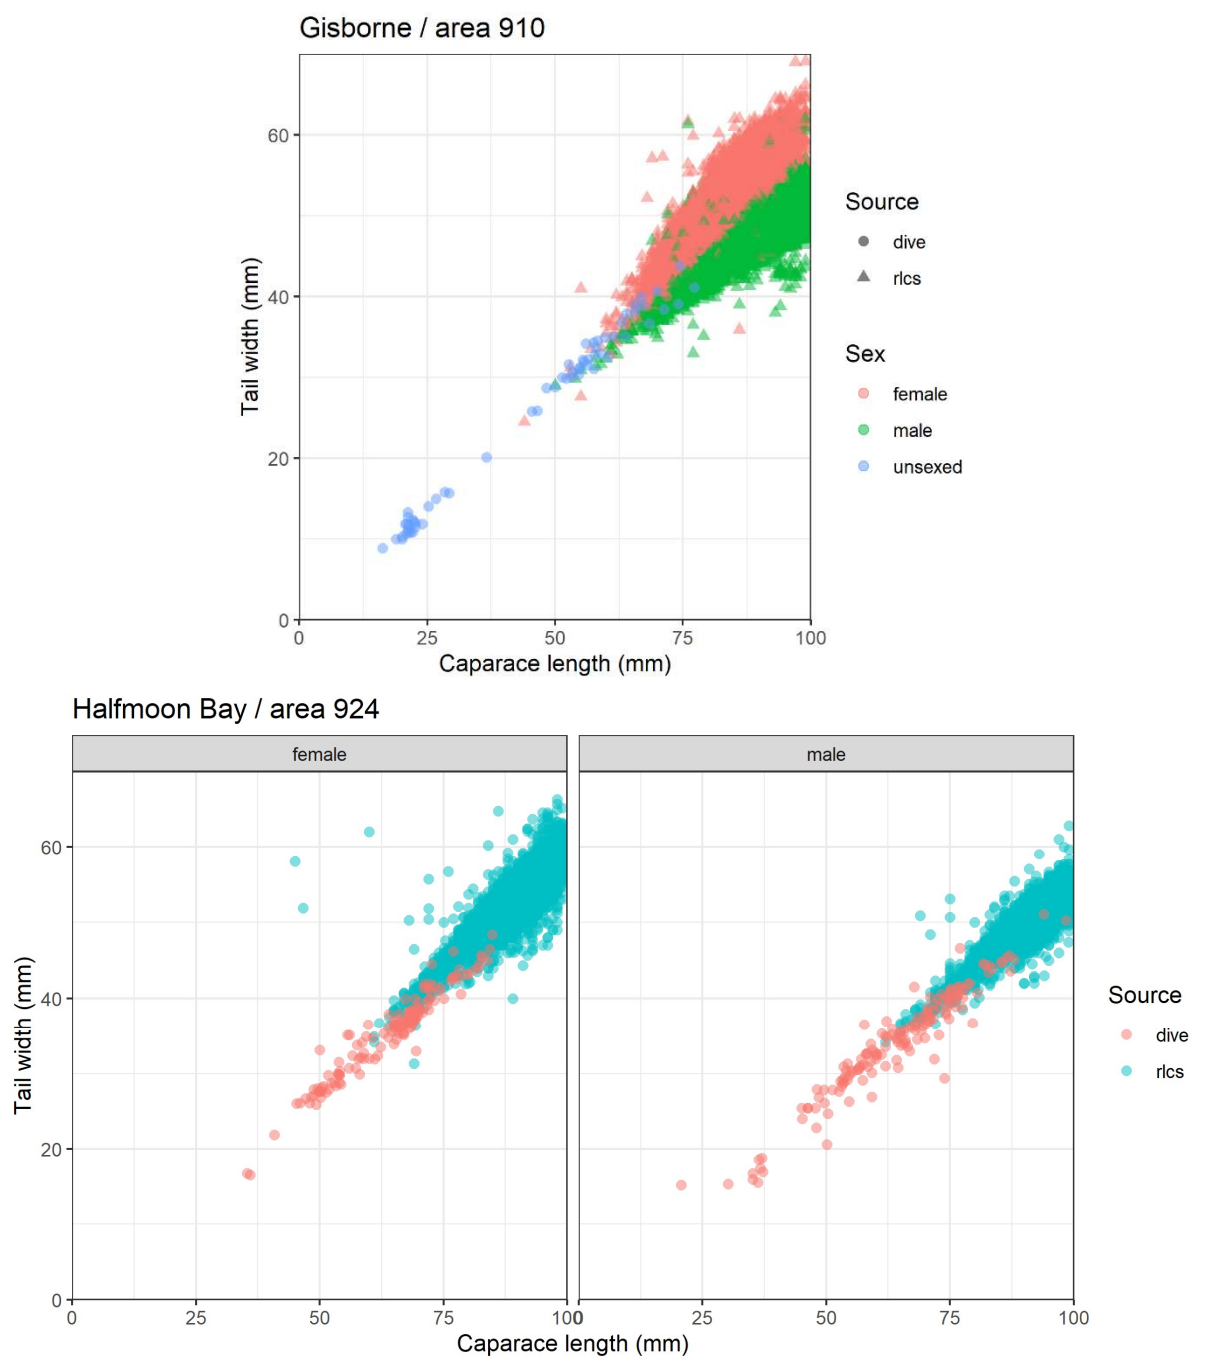 Gisborne / area 910
60
40
20
0
0 25 50 75 100
Tail width (mm)
Caparace length (mm)
Source
dive
rlcs
Sex
female
male
unsexed
Halfmoon Bay / area 924
female male
60
40
20
0
0 25 50 75 100 0 25 50 75 100
Tail width (mm)
Caparace length (mm)
Source
dive
rlcs